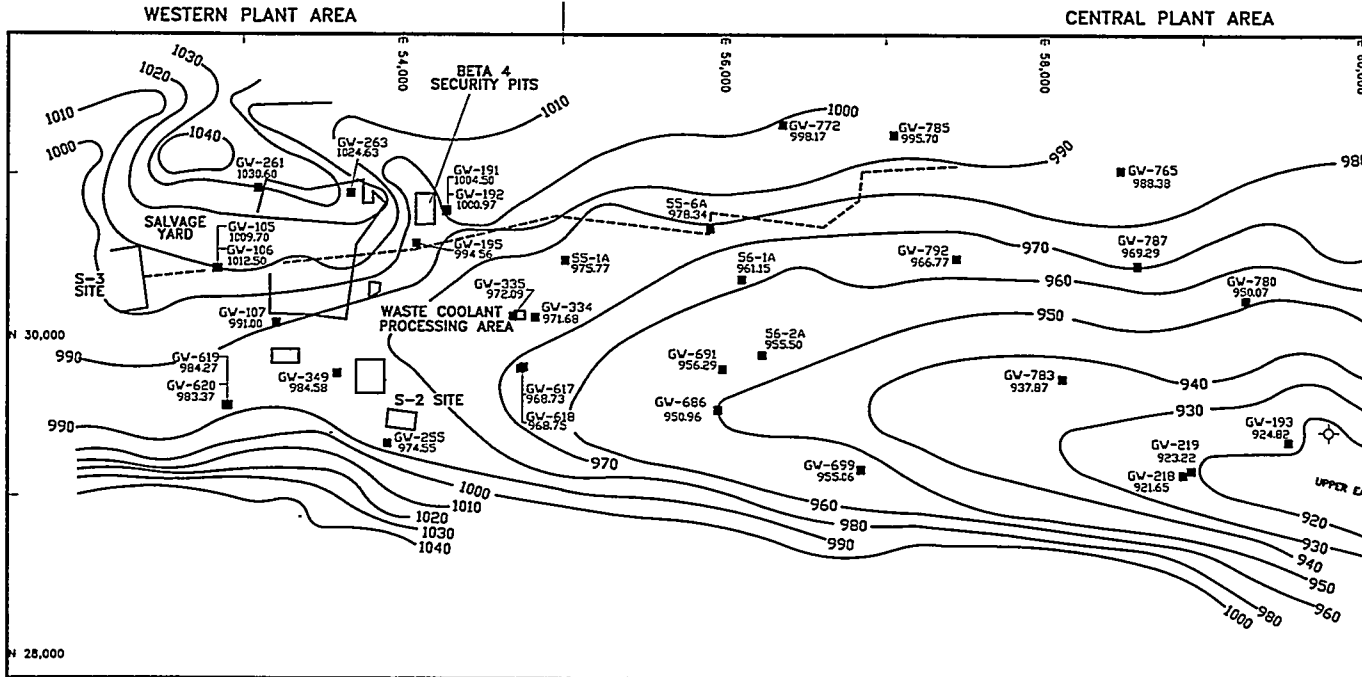 WESTERN PLANT AREA
CENTRAL PLANT AREA
E 54,000
E 56,000
E 58,000
E 60,000
1030
1020
1010
1000
1040
BETA 4
SECURITY PITS
1010
1000
GW-772
998.17
GW-785
995.70
990
GW-765
988.38
980
GW-263
1024.63
GW-261
1030.60
GW-191
1004.50
GW-192
1000.97
SALVAGE
YARD
GW-105
1009.70
GW-106
1012.50
GW-195
994.56
55-6A
978.34
55-1A
975.77
56-1A
961.15
GW-792
966.77
970
GW-787
969.29
960
GW-780
950.07
950
S-3
SITE
GW-335
972.09
GW-334
971.68
WASTE COOLANT
PROCESSING AREA
GW-107
991.00
N 30,000
990
GW-619
984.27
GW-620
983.37
GW-349
984.58
56-2A
955.50
GW-691
956.29
GW-783
937.87
940
930
GW-617
968.73
GW-618
968.75
GW-686
950.96
S-2 SITE
990
GW-255
974.55
970
GW-699
955.06
GW-193
924.82
GW-219
923.22
GW-218
921.65
UPPER EA
1000
1010
1020
1030
1040
960
980
990
920
930
940
950
960
980
1000
N 28,000